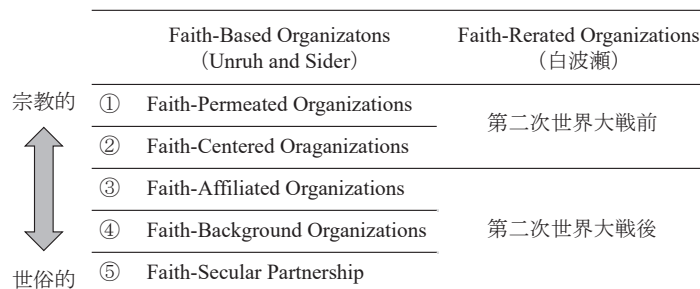 Faith-Based Organizatons
(Unruh and Sider)
Faith-Rerated Organizations
(白波瀬)
宗教的
① Faith-Permeated Organizations
② Faith-Centered Oraganizations
第二次世界大戦前
③ Faith-Affiliated Organizations
④ Faith-Background Organizations
⑤ Faith-Secular Partnership
第二次世界大戦後
世俗的